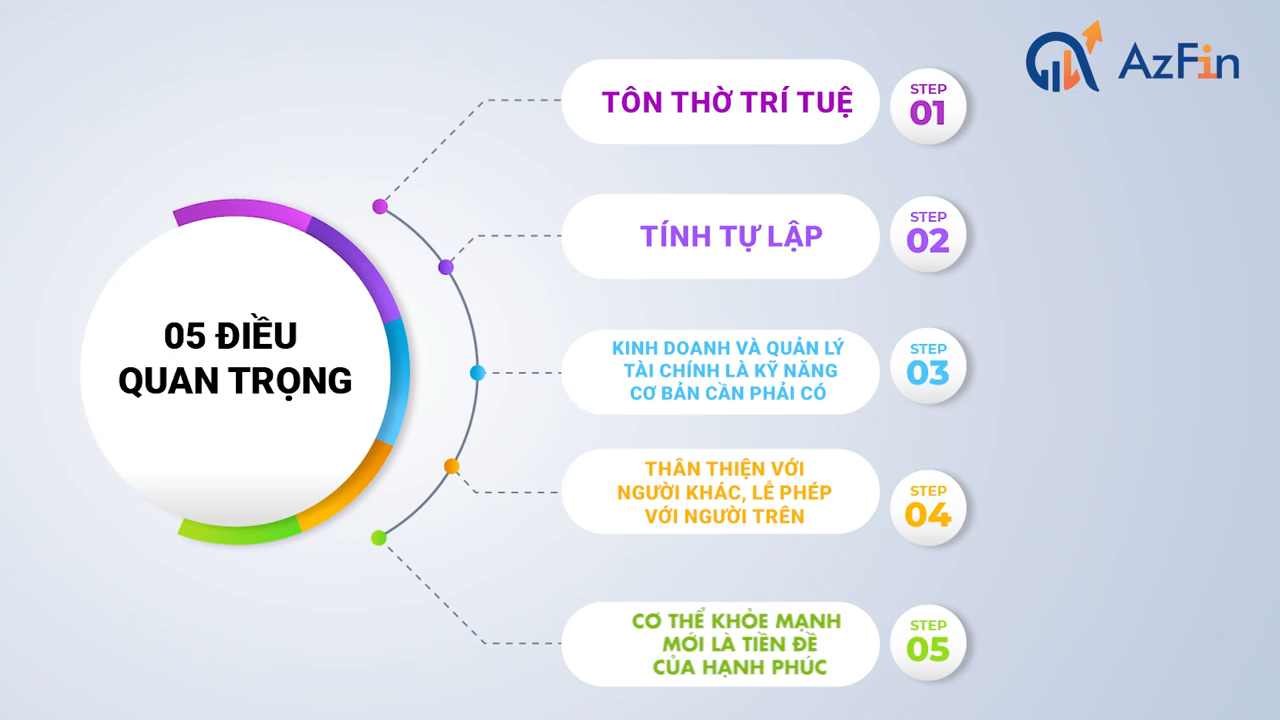 AzFin
05 ĐIỀU
QUAN TRỌNG
TÔN THỜ TRÍ TUỆ
STEP
01
TÍNH TỰ LẬP
STEP
02
KINH DOANH VÀ QUẢN LÝ
TÀI CHÍNH LÀ KỸ NĂNG
CƠ BẢN CẦN PHẢI CÓ
STEP
03
THÂN THIỆN VỚI
NGƯỜI KHÁC, LỄ PHÉP
VỚI NGƯỜI TRÊN
STEP
04
CƠ THỂ KHỎE MẠNH
MỚI LÀ TIỀN ĐỀ
CỦA HẠNH PHÚC
STEP
05